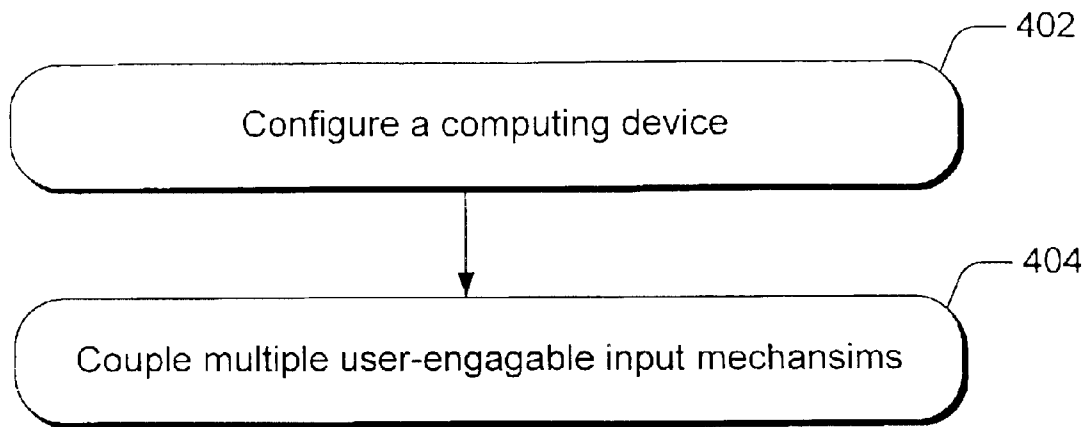 402
Configure a computing device
404
Couple multiple user-engagable input mechansims